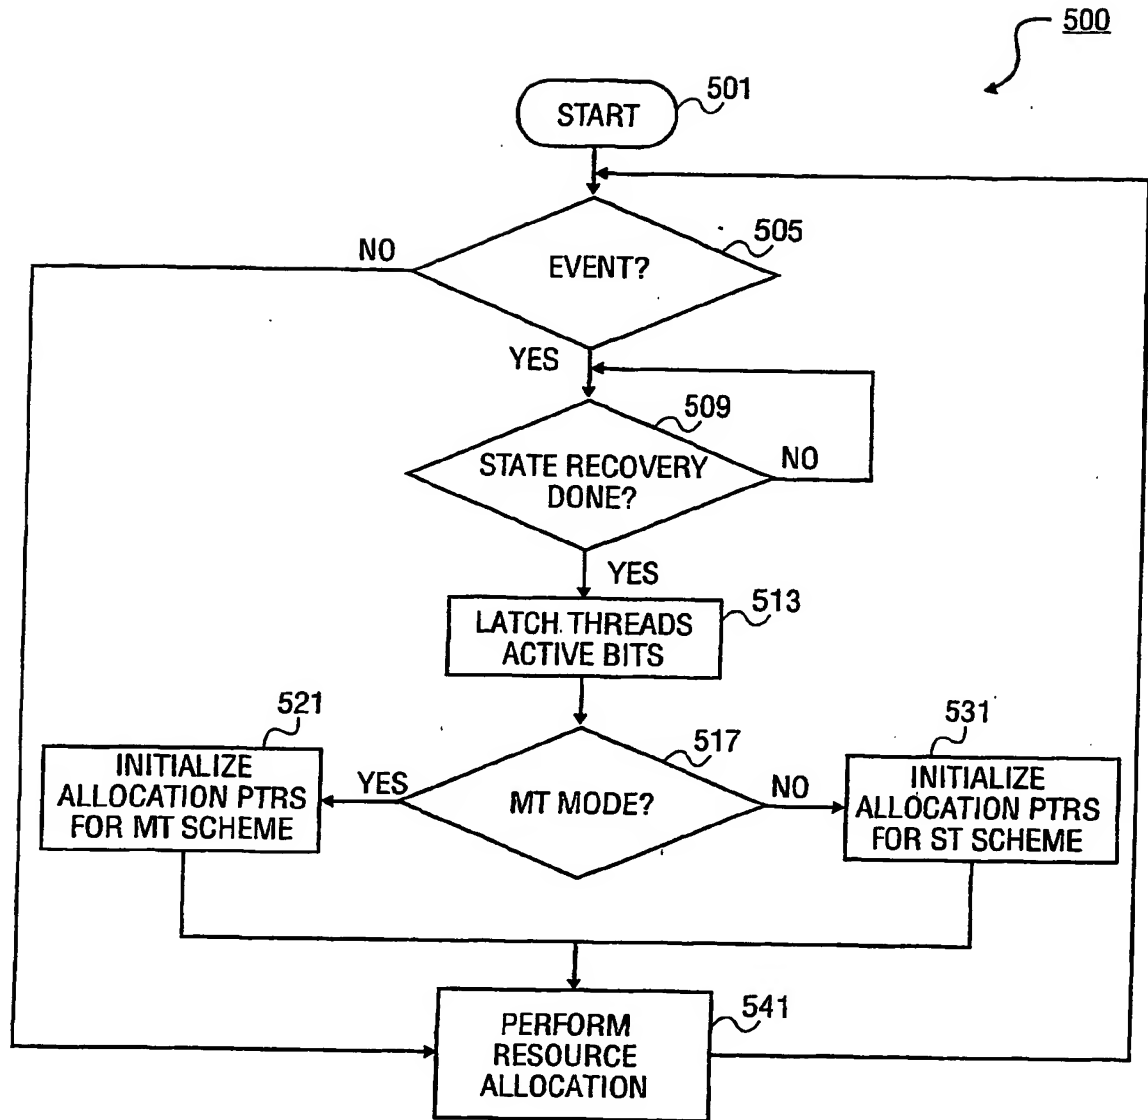 500
START
501
NO
EVENT?
505
YES
509
STATE RECOVERY
DONE?
NO
YES
LATCH THREADS
ACTIVE BITS
513
521
INITIALIZE
ALLOCATION PTRS
FOR MT SCHEME
YES
MT MODE?
517
NO
531
INITIALIZE
ALLOCATION PTRS
FOR ST SCHEME
PERFORM
RESOURCE
ALLOCATION
541